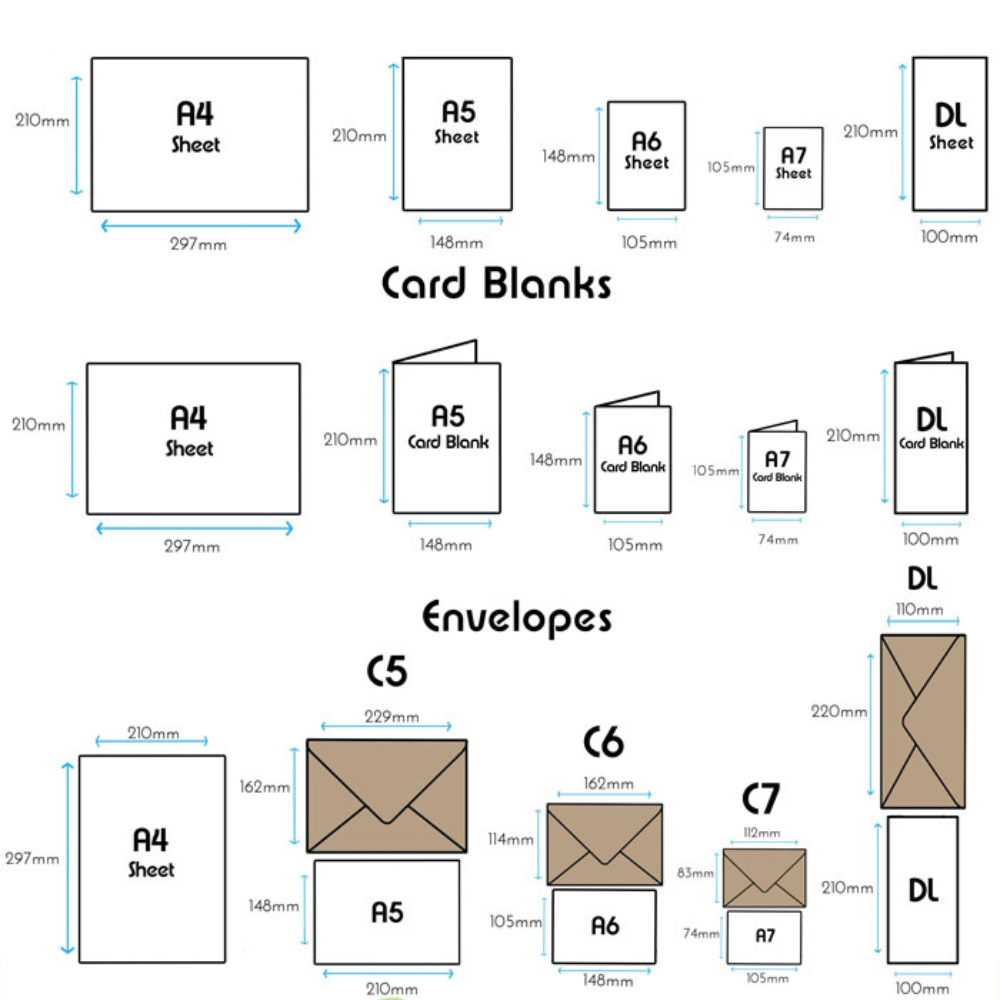 A4
Sheet
210mm
297mm
A5
Sheet
210mm
148mm
A6
Sheet
148mm
105mm
A7
Sheet
105mm
74mm
DL
Sheet
210mm
100mm
Card Blanks
A4
Sheet
210mm
297mm
A5
Card Blank
210mm
148mm
A6
Card Blank
148mm
105mm
A7
Card Blank
105mm
74mm
DL
Card Blank
210mm
100mm
Envelopes
210mm
297mm
A4
Sheet
C5
229mm
162mm
148mm
A5
210mm
C6
162mm
114mm
105mm
A6
148mm
C7
112mm
83mm
74mm
A7
105mm
DL
110mm
220mm
210mm
DL
100mm